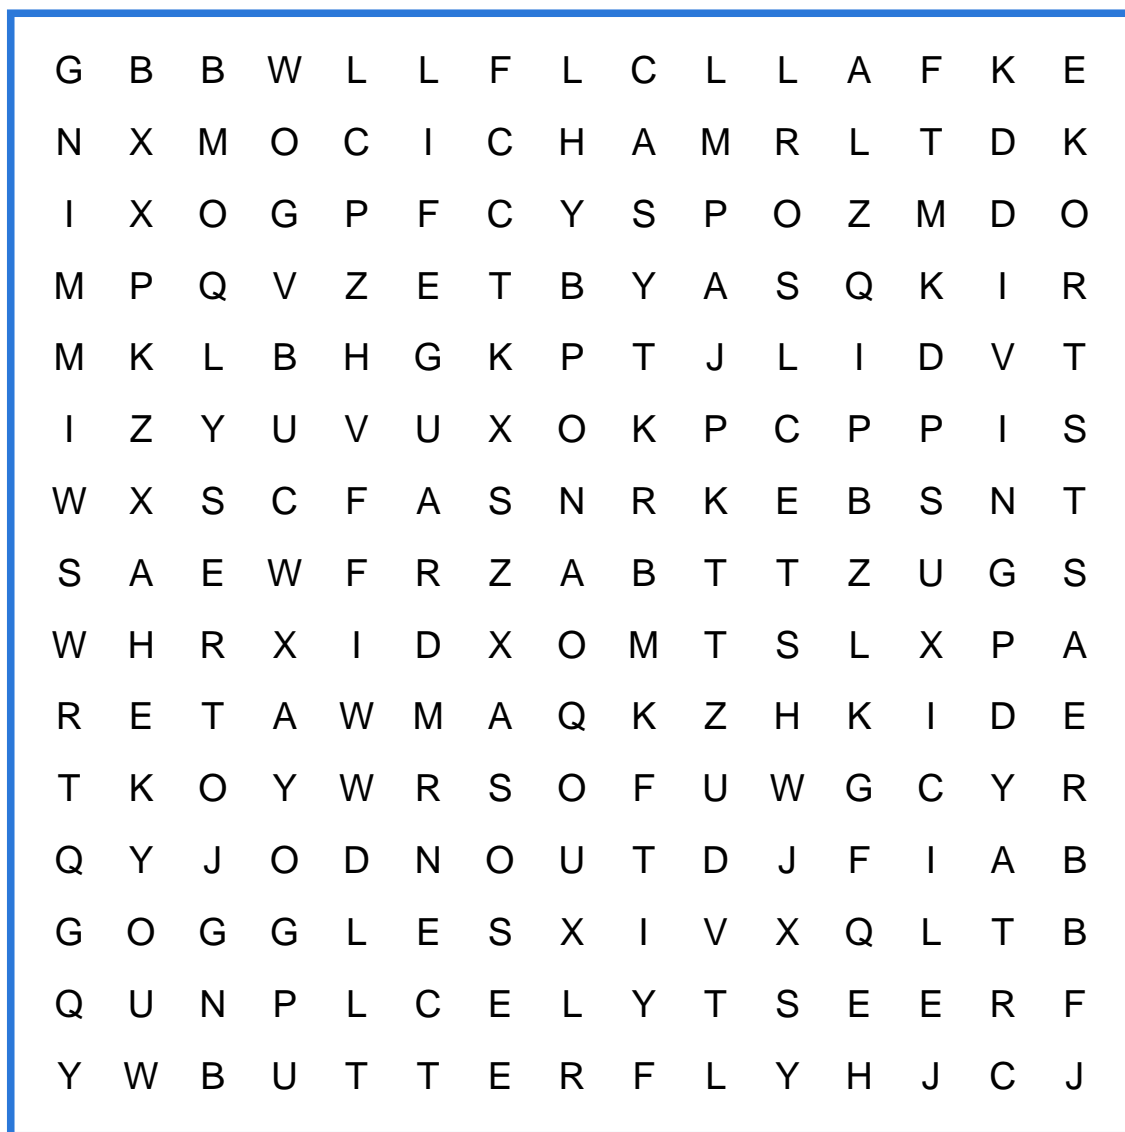 G B B W L L F L C L L A F K E
N X M O C I C H A M R L T D K
I X O G P F C Y S P O Z M D O
M P Q V Z E T B Y A S Q K I R
M K L B H G K P T J L I D V T
I Z Y U V U X O K P C P P I S
W X S C F A S N R K E B S N T
S A E W F R Z A B T T Z U G S
W H R X I D X O M T S L X P A
R E T A W M A Q K Z H K I D E
T K O Y W R S O F U W G C Y R
Q Y J O D N O U T D J F I A B
G O G G L E S X I V X Q L T B
Q U N P L C E L Y T S E E R F
Y W B U T T E R F L Y H J C J